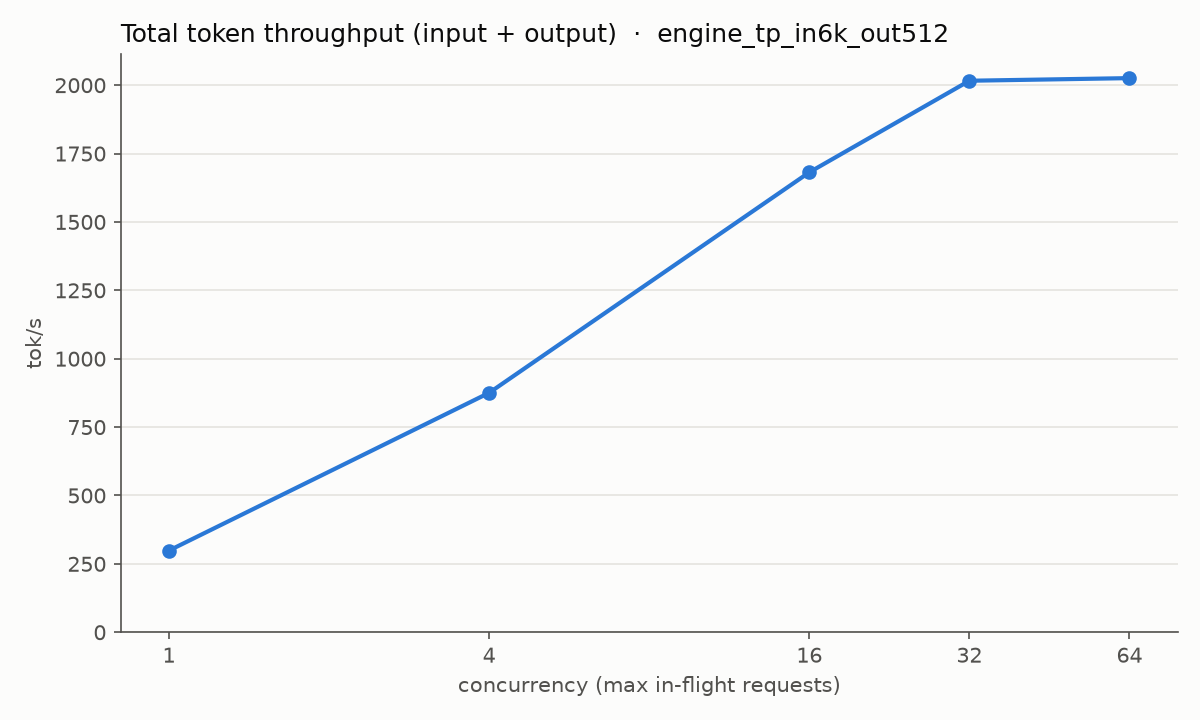 Total token throughput (input + output)  ·  engine_tp_in6k_out512
2000
1750
1500
1250
1000
750
500
250
0
tok/s
1 4 16 32 64
concurrency (max in-flight requests)